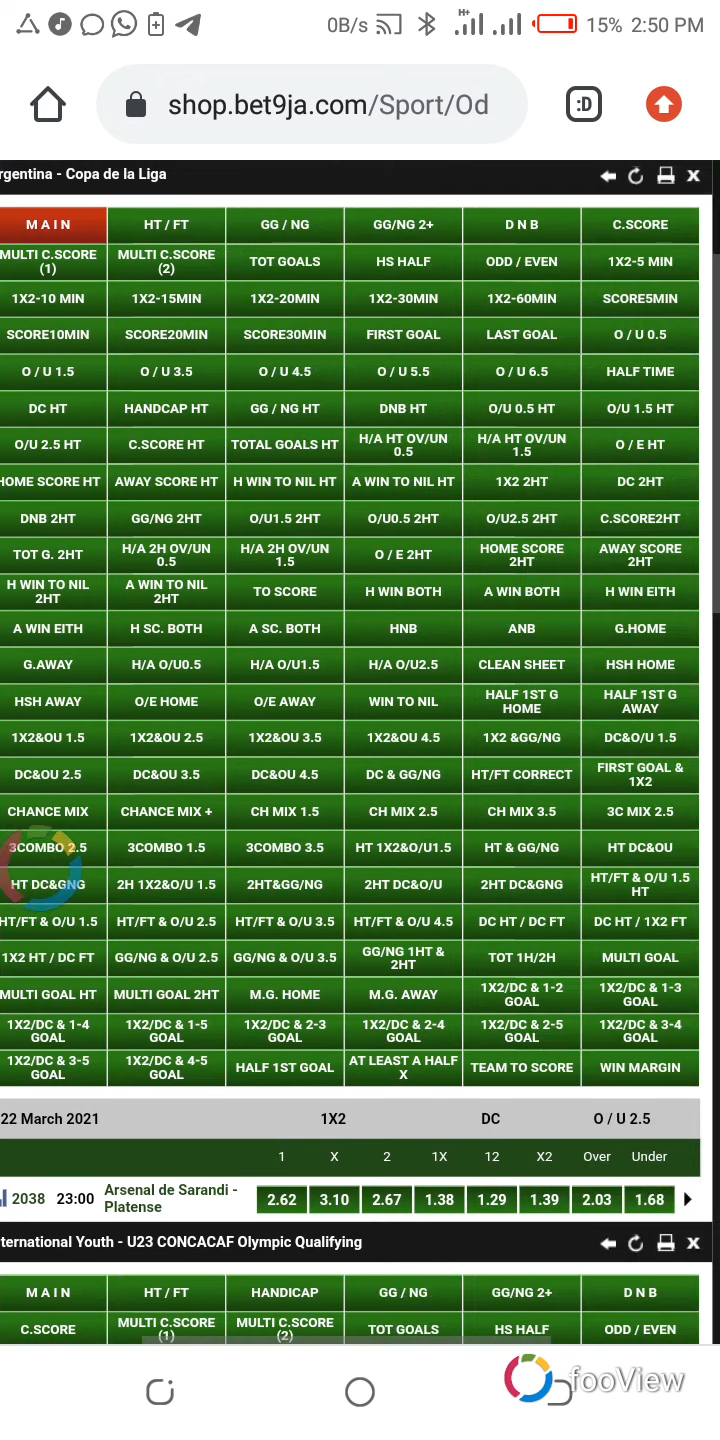 0B/s H+ 15% 2:50 PM
shop.bet9ja.com/Sport/Od :D
rgentina - Copa de la Liga X
MAIN HT / FT GG / NG GG/NG 2+ D N B C.SCORE
MULTI C.SCORE (1) MULTI C.SCORE (2) TOT GOALS HS HALF ODD / EVEN 1X2-5 MIN
1X2-10 MIN 1X2-15MIN 1X2-20MIN 1X2-30MIN 1X2-60MIN SCORE5MIN
SCORE10MIN SCORE20MIN SCORE30MIN FIRST GOAL LAST GOAL O / U 0.5
O / U 1.5 O / U 3.5 O / U 4.5 O / U 5.5 O / U 6.5 HALF TIME
DC HT HANDCAP HT GG / NG HT DNB HT O/U 0.5 HT O/U 1.5 HT
O/U 2.5 HT C.SCORE HT TOTAL GOALS HT H/A HT OV/UN 0.5 H/A HT OV/UN 1.5 O / E HT
HOME SCORE HT AWAY SCORE HT H WIN TO NIL HT A WIN TO NIL HT 1X2 2HT DC 2HT
DNB 2HT GG/NG 2HT O/U1.5 2HT O/U0.5 2HT O/U2.5 2HT C.SCORE2HT
TOT G. 2HT H/A 2H OV/UN 0.5 H/A 2H OV/UN 1.5 O / E 2HT HOME SCORE 2HT AWAY SCORE 2HT
H WIN TO NIL 2HT A WIN TO NIL 2HT TO SCORE H WIN BOTH A WIN BOTH H WIN EITH
A WIN EITH H SC. BOTH A SC. BOTH HNB ANB G.HOME
G.AWAY H/A O/U0.5 H/A O/U1.5 H/A O/U2.5 CLEAN SHEET HSH HOME
HSH AWAY O/E HOME O/E AWAY WIN TO NIL HALF 1ST G HOME HALF 1ST G AWAY
1X2&OU 1.5 1X2&OU 2.5 1X2&OU 3.5 1X2&OU 4.5 1X2 &GG/NG DC&O/U 1.5
DC&OU 2.5 DC&OU 3.5 DC&OU 4.5 DC & GG/NG HT/FT CORRECT FIRST GOAL & 1X2
CHANCE MIX CHANCE MIX + CH MIX 1.5 CH MIX 2.5 CH MIX 3.5 3C MIX 2.5
3COMBO 2.5 3COMBO 1.5 3COMBO 3.5 HT 1X2&O/U1.5 HT & GG/NG HT DC&OU
HT DC&GNG 2H 1X2&O/U 1.5 2HT&GG/NG 2HT DC&O/U 2HT DC&GNG HT/FT & O/U 1.5 HT
HT/FT & O/U 1.5 HT/FT & O/U 2.5 HT/FT & O/U 3.5 HT/FT & O/U 4.5 DC HT / DC FT DC HT / 1X2 FT
1X2 HT / DC FT GG/NG & O/U 2.5 GG/NG & O/U 3.5 GG/NG 1HT & 2HT TOT 1H/2H MULTI GOAL
MULTI GOAL HT MULTI GOAL 2HT M.G. HOME M.G. AWAY 1X2/DC & 1-2 GOAL 1X2/DC & 1-3 GOAL
1X2/DC & 1-4 GOAL 1X2/DC & 1-5 GOAL 1X2/DC & 2-3 GOAL 1X2/DC & 2-4 GOAL 1X2/DC & 2-5 GOAL 1X2/DC & 3-4 GOAL
1X2/DC & 3-5 GOAL 1X2/DC & 4-5 GOAL HALF 1ST GOAL AT LEAST A HALF X TEAM TO SCORE WIN MARGIN
22 March 2021 1X2 DC O / U 2.5
1 X 2 1X 12 X2 Over Under
2038 23:00 Arsenal de Sarandi - Platense 2.62 3.10 2.67 1.38 1.29 1.39 2.03 1.68
ternational Youth - U23 CONCACAF Olympic Qualifying X
MAIN HT / FT HANDICAP GG / NG GG/NG 2+ D N B
C.SCORE MULTI C.SCORE (1) MULTI C.SCORE (2) TOT GOALS HS HALF ODD / EVEN
fooView